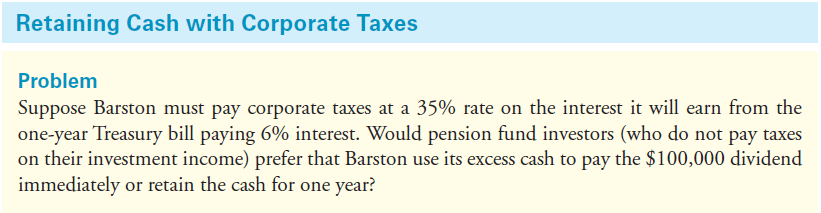 Retaining Cash with Corporate Taxes
Problem
Suppose Barston must pay corporate taxes at a 35% rate on the interest it will earn from the
one-year Treasury bill paying 6% interest. Would pension fund investors (who do not pay taxes
on their investment income) prefer that Barston use its excess cash to pay the $100,000 dividend
immediately or retain the cash for one year?